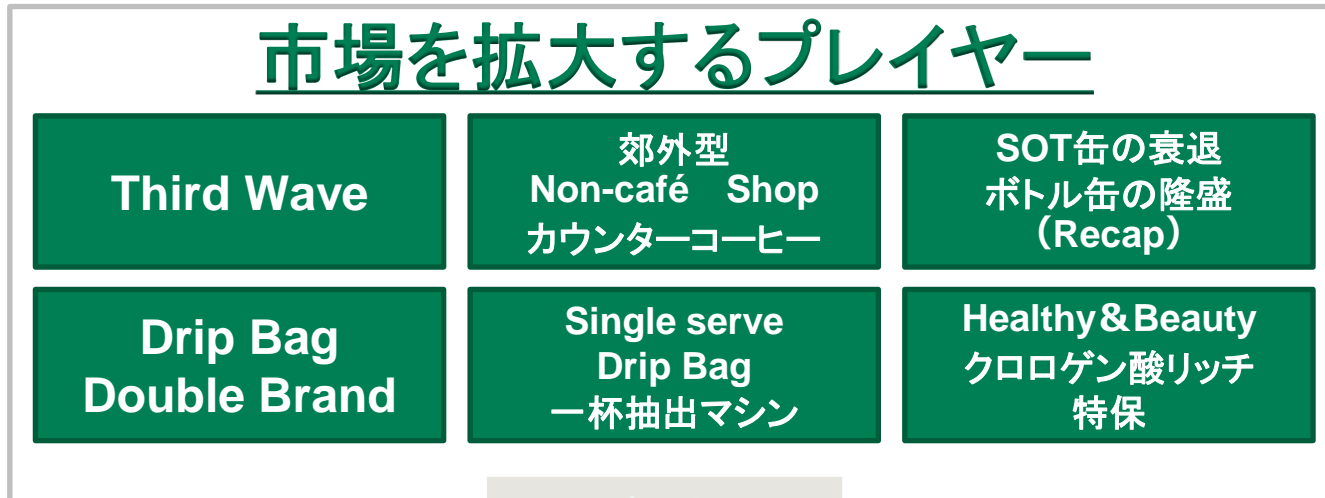 市場を拡大するプレイヤー
Third Wave
郊外型
Non-café　Shop
カウンターコーヒー
SOT缶の衰退
ボトル缶の隆盛
（Recap）
Drip Bag
Double Brand
Single serve
Drip Bag
一杯抽出マシン
Healthy＆Beauty
クロロゲン酸リッチ
特保